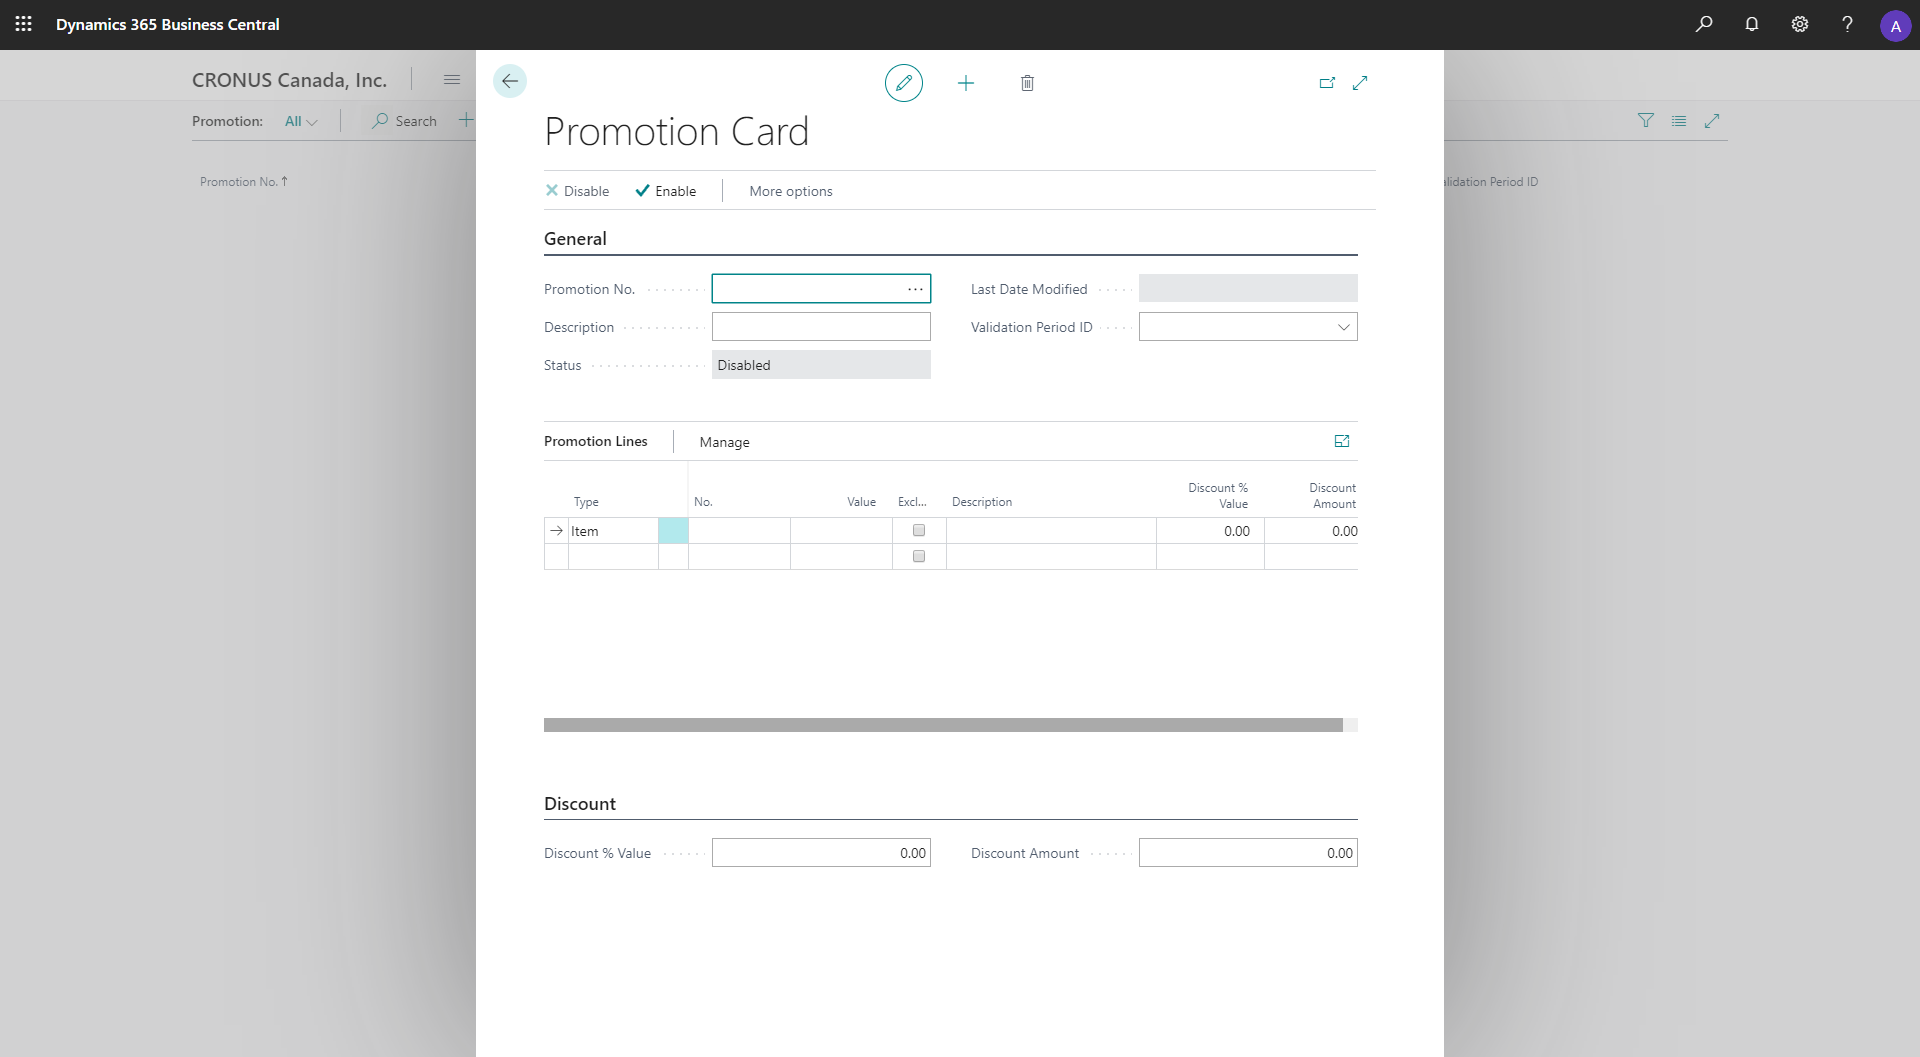 Dynamics 365 Business Central
A
CRONUS Canada, Inc.
Promotion: All Search
Promotion No.
alidation Period ID
Promotion Card
Disable Enable More options
General
Promotion No. Last Date Modified
Description Validation Period ID
Status Disabled
Promotion Lines Manage
Type No. Value Excl... Description Discount % Value Discount Amount
Item 0.00 0.00
Discount
Discount % Value 0.00 Discount Amount 0.00